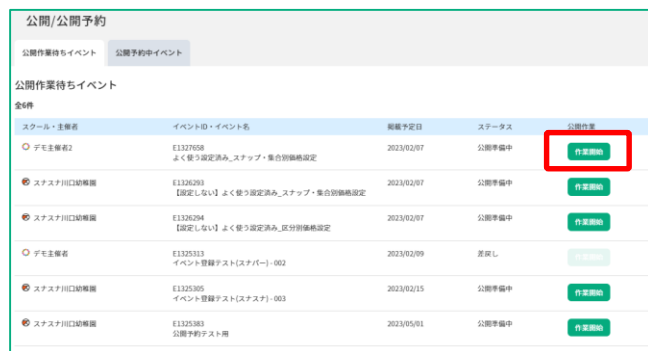 公開/公開予約
公開作業待ちイベント 公開予約中イベント
公開作業待ちイベント
全6件
スクール・主催者 イベントID・イベント名 掲載予定日 ステータス 公開作業
デモ主催者2 E1327658 2023/02/07 公開準備中 作業開始
よく使う設定済み_スナップ・集合別価格設定
スナスナ川口幼稚園 E1326293 2023/02/07 公開準備中 作業開始
【設定しない】よく使う設定済み_スナップ・集合別価格設定
スナスナ川口幼稚園 E1326294 2023/02/07 公開準備中 作業開始
【設定しない】よく使う設定済み_区分別価格設定
デモ主催者 E1325313 2023/02/09 差戻し 作業開始
イベント登録テスト(スナパー) - 002
スナスナ川口幼稚園 E1325305 2023/02/15 公開準備中 作業開始
イベント登録テスト(スナスナ) - 003
スナスナ川口幼稚園 E1325383 2023/05/01 公開準備中 作業開始
公開予約テスト用